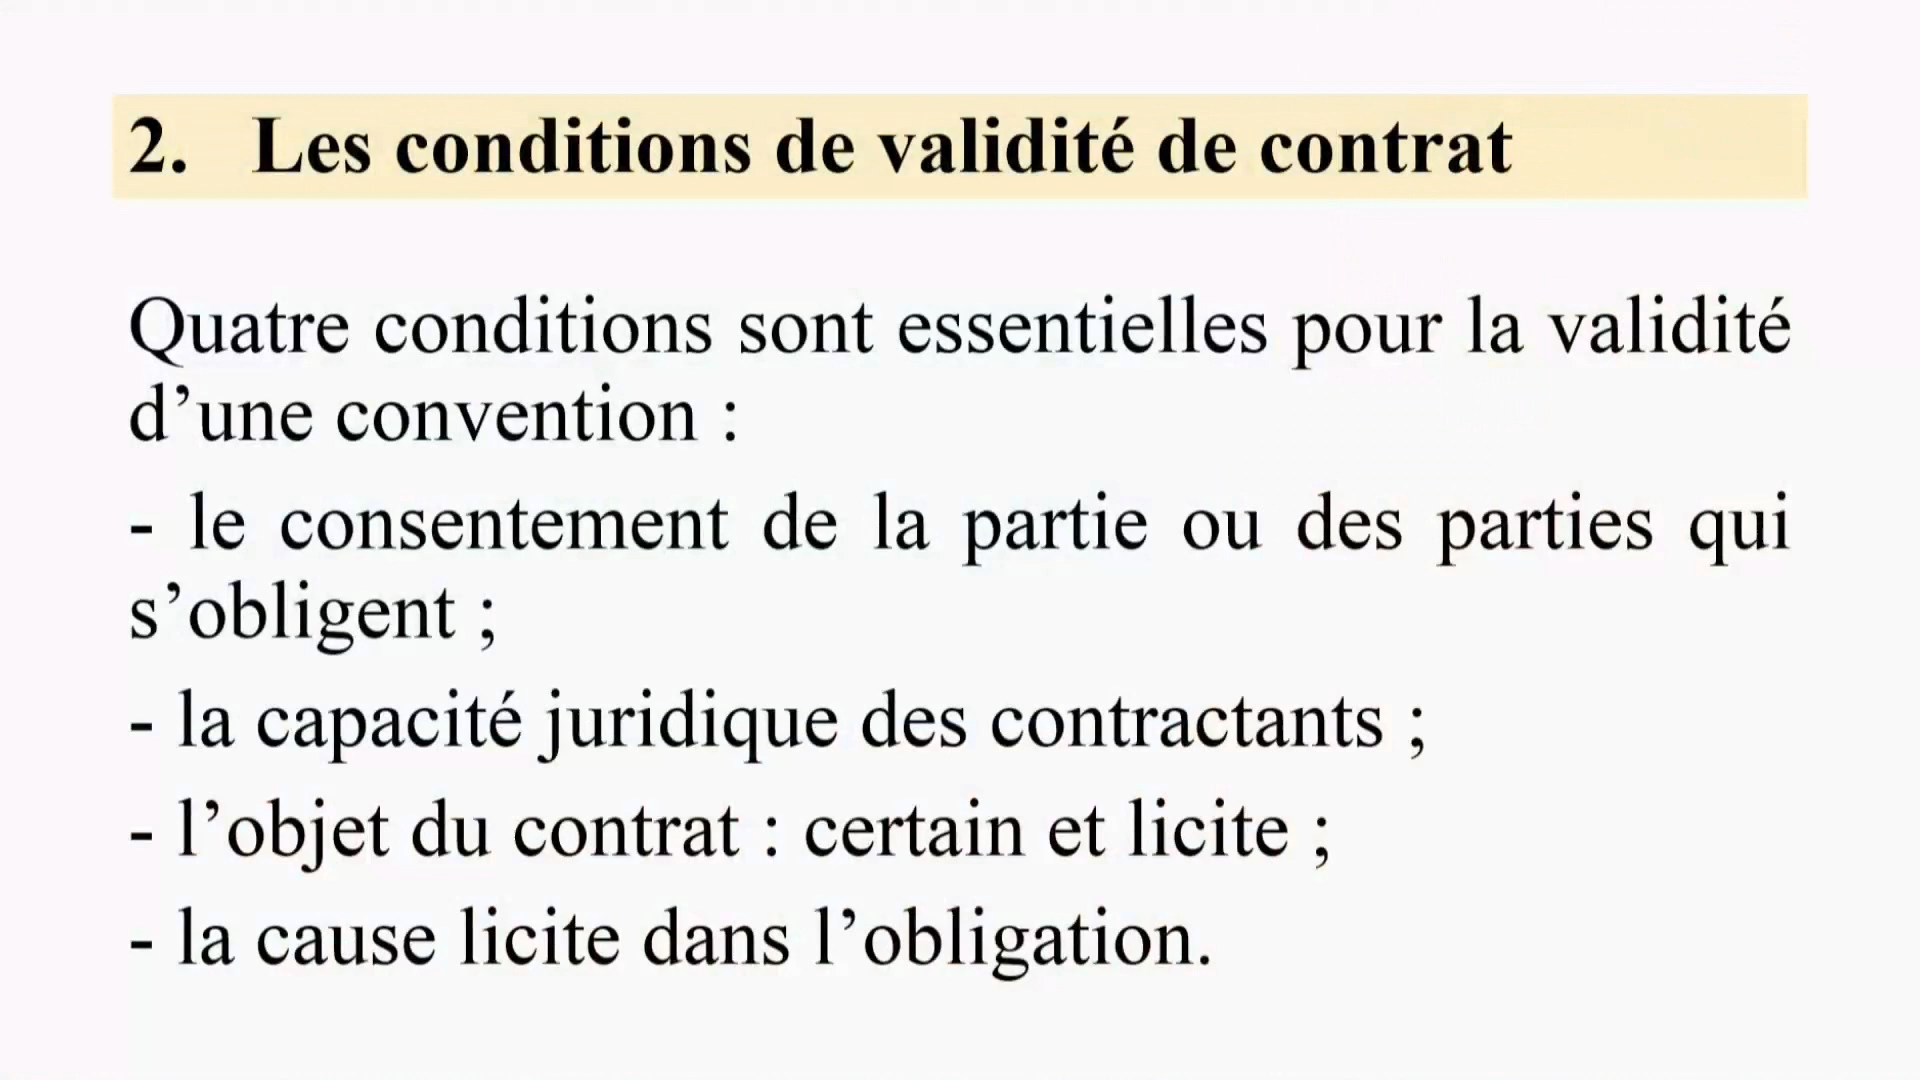 2. Les conditions de validité de contrat
Quatre conditions sont essentielles pour la validité
d’une convention :
- le consentement de la partie ou des parties qui
s’obligent ;
- la capacité juridique des contractants ;
- l’objet du contrat : certain et licite ;
- la cause licite dans l’obligation.